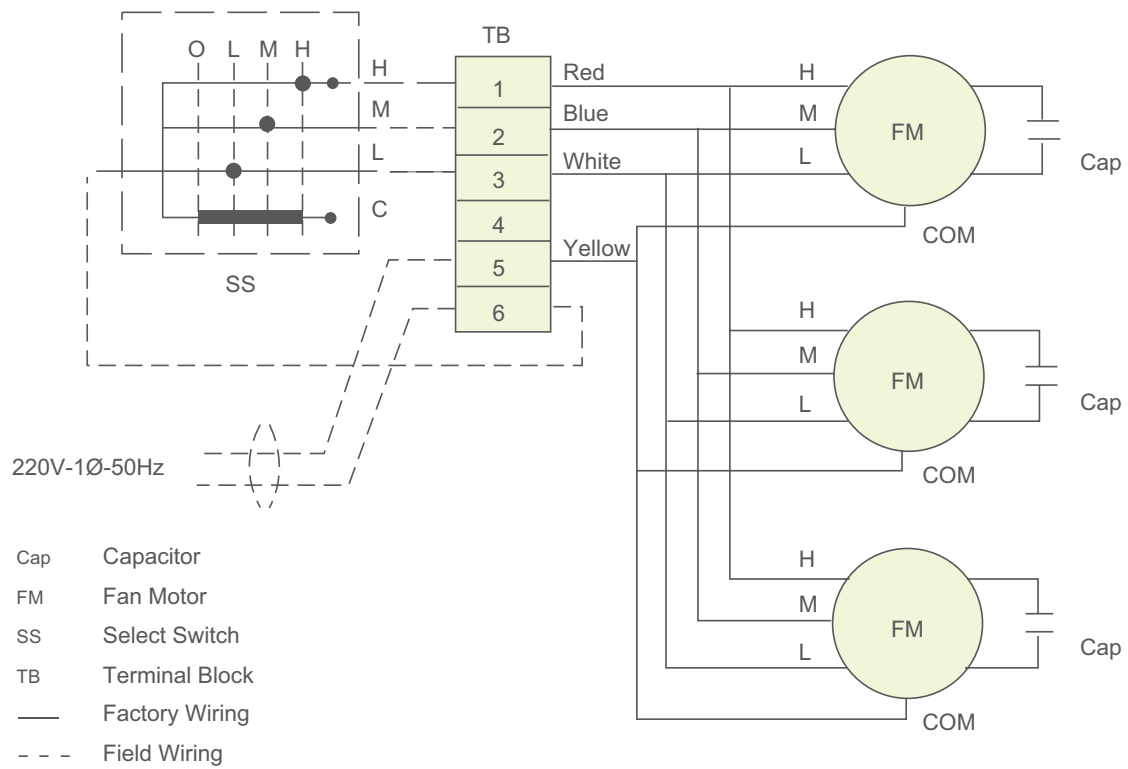 TB
O L M H
H
M
L
C
SS
1
2
3
4
5
6
Red
Blue
White
Yellow
H
M
L
FM
Cap
COM
H
M
L
FM
Cap
COM
H
M
L
FM
Cap
COM
220V-1Ø-50Hz
Cap Capacitor
FM Fan Motor
SS Select Switch
TB Terminal Block
Factory Wiring
Field Wiring